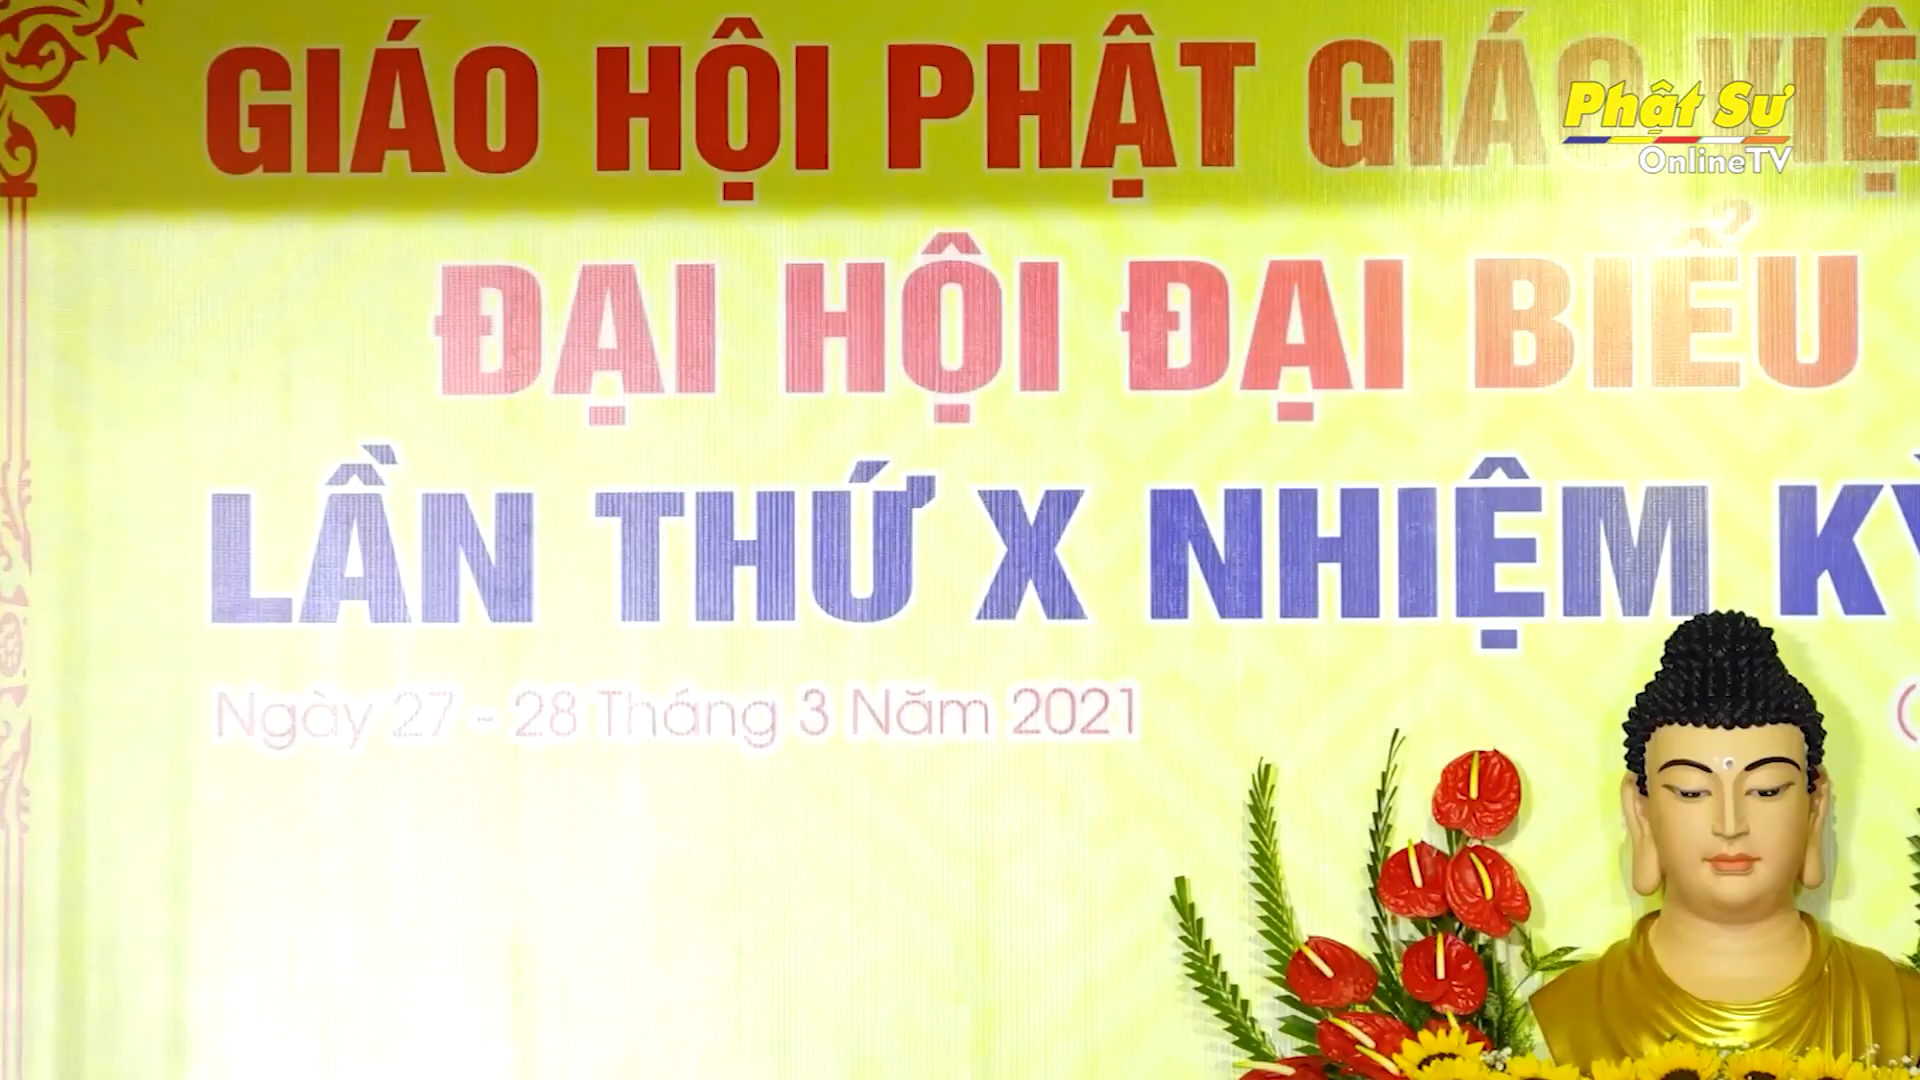 GIÁO HỘI PHẬT GIÁO VIỆ
Phật Sự
OnlineTV
ĐẠI HỘI ĐẠI BIỂU
LẦN THỨ X NHIỆM KỲ
Ngày 27 - 28 Tháng 3 Năm 2021
(